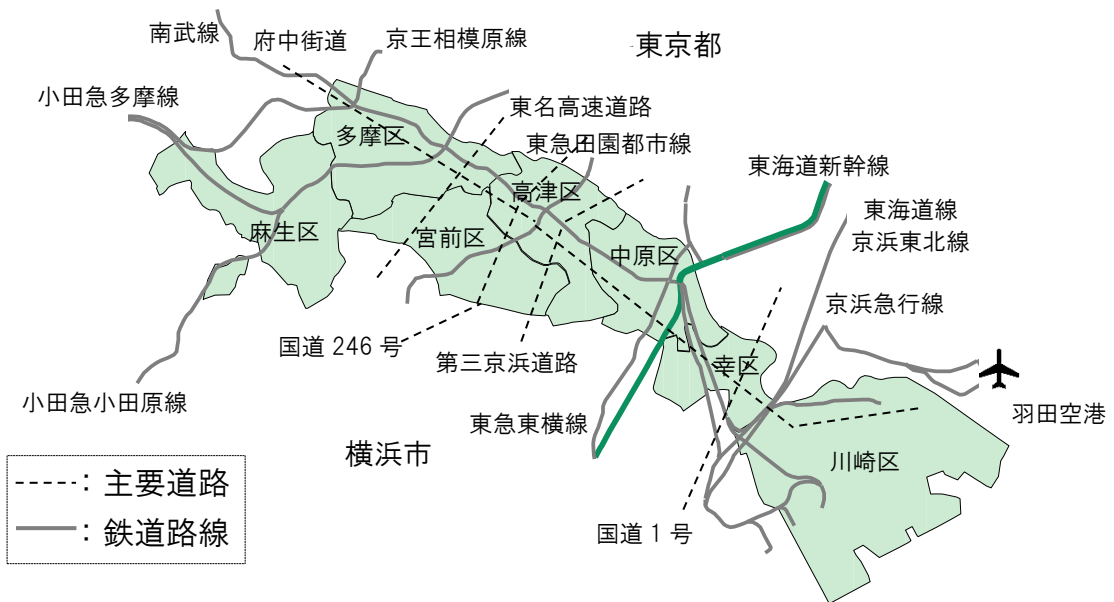 南武線
府中街道
京王相模原線
東京都
小田急多摩線
東名高速道路
多摩区
東急田園都市線
東海道新幹線
高津区
東海道線
麻生区
宮前区
中原区
京浜東北線
京浜急行線
国道 246 号
第三京浜道路
幸区
小田急小田原線
東急東横線
羽田空港
横浜市
川崎区
国道 1 号
：主要道路
：鉄道路線